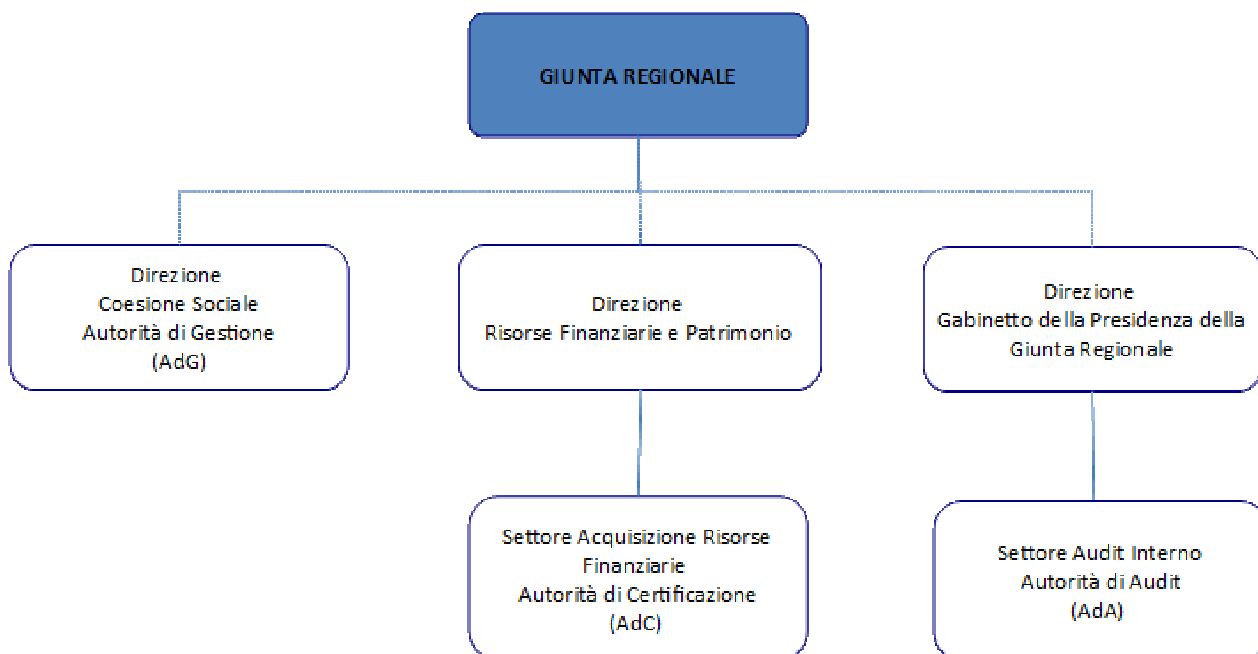 GIUNTA REGIONALE
Direzione
Coesione Sociale
Autorità di Gestione
(AdG)
Direzione
Risorse Finanziarie e Patrimonio
Direzione
Gabinetto della Presidenza della
Giunta Regionale
Settore Acquisizione Risorse
Finanziarie
Autorità di Certificazione
(AdC)
Settore Audit Interno
Autorità di Audit
(AdA)